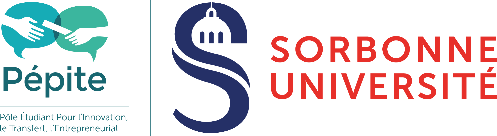 Pépite
Pôle Étudiant Pour l'Innovation,
le Transfert, l'Entrepreneuriat
SORBONNE
UNIVERSITÉ